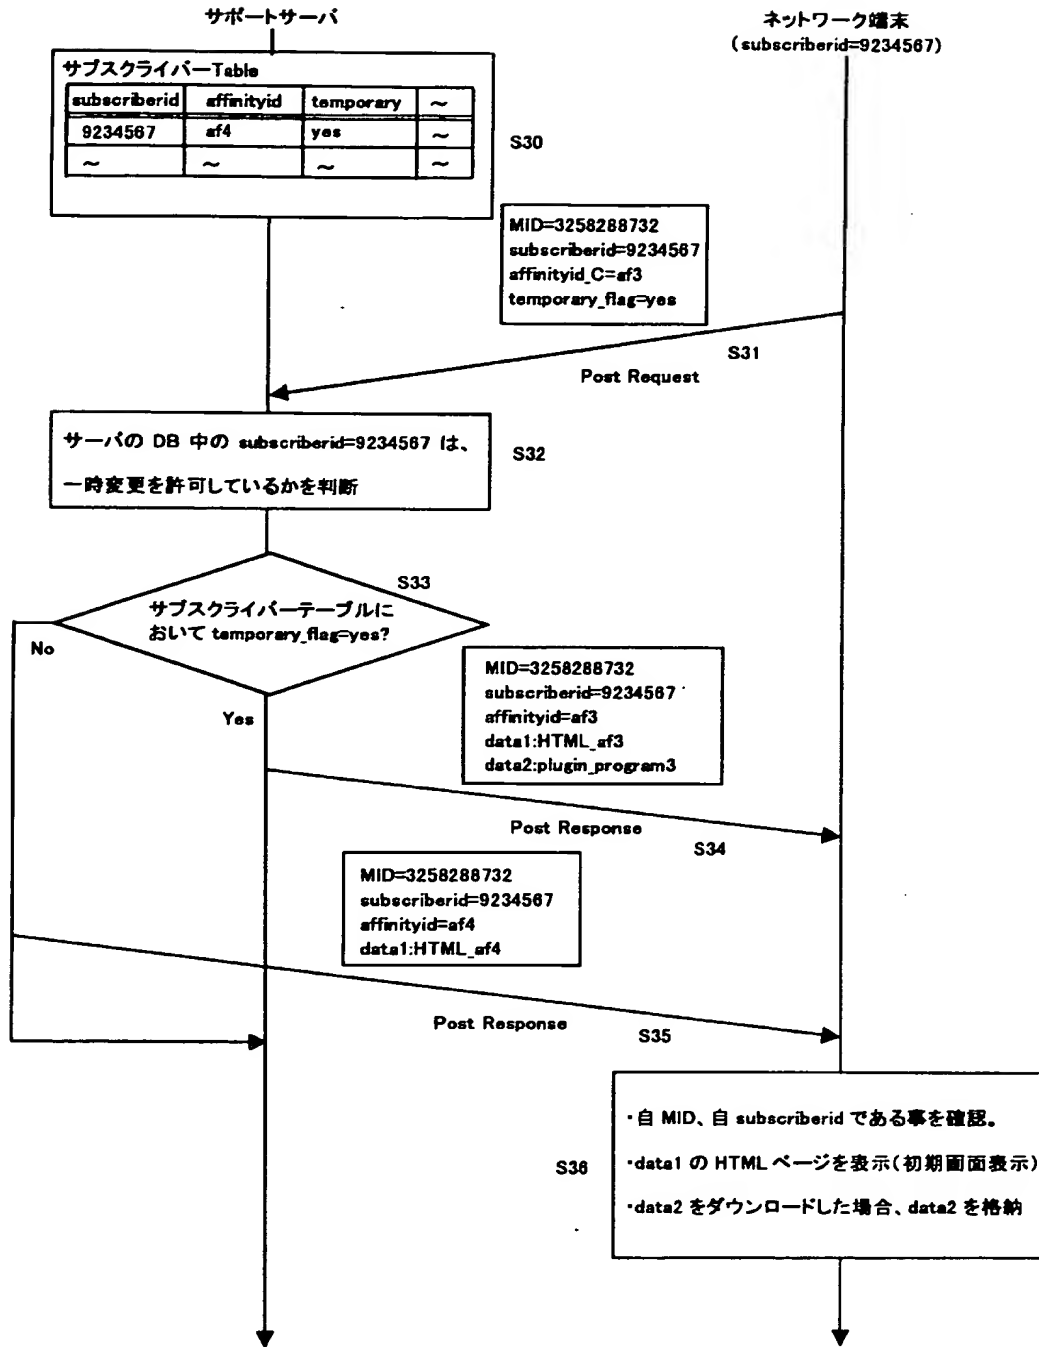 サポートサーバ
ネットワーク端末
(subscriberid=9234567)
サブスクライバーTable
subscriberid affinityid temporary ~
9234567 af4 yes ~
~ ~ ~ ~
S30
MID=3258288732
subscriberid=9234567
affinityid_C=af3
temporary_flag=yes
S31
Post Request
サーバの DB 中の subscriberid=9234567 は、
一時変更を許可しているかを判断
S32
S33
サブスクライバーテーブルに
おいて temporary_flag=yes?
No
Yes
MID=3258288732
subscriberid=9234567
affinityid=af3
data1:HTML_af3
data2:plugin_program3
Post Response
S34
MID=3258288732
subscriberid=9234567
affinityid=af4
data1:HTML_af4
Post Response
S35
S36
・自 MID、自 subscriberid である事を確認。
・data1 の HTML ページを表示(初期画面表示)
・data2 をダウンロードした場合、data2 を格納